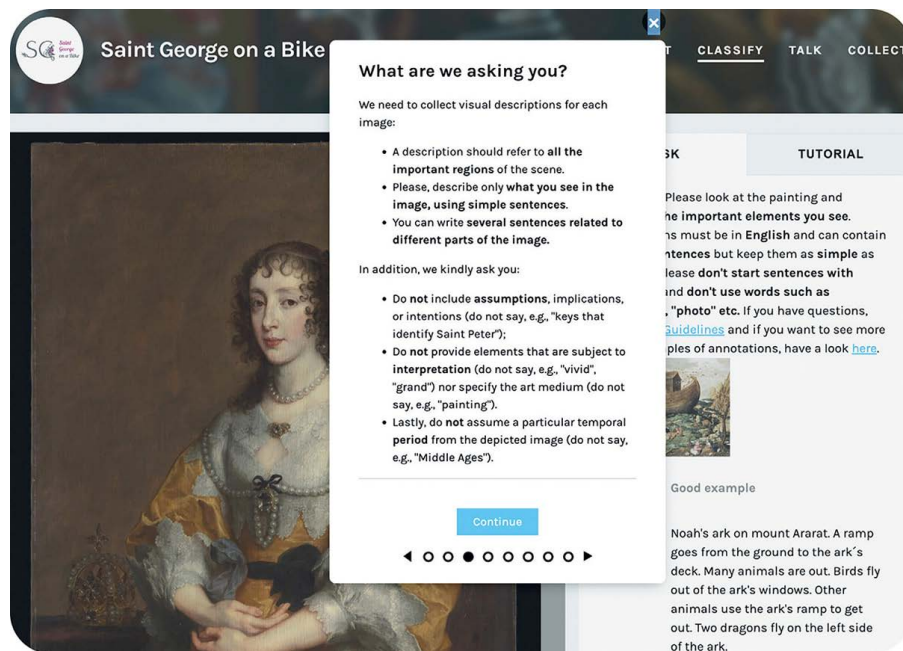 SG Saint George on a Bike
Saint George on a Bike
CLASSIFY
TALK
COLLECT
What are we asking you?
We need to collect visual descriptions for each
image:
• A description should refer to all the
important regions of the scene.
• Please, describe only what you see in the
image, using simple sentences.
• You can write several sentences related to
different parts of the image.
In addition, we kindly ask you:
• Do not include assumptions, implications,
or intentions (do not say, e.g., "keys that
identify Saint Peter");
• Do not provide elements that are subject to
interpretation (do not say, e.g., "vivid",
"grand") nor specify the art medium (do not
say, e.g., "painting").
• Lastly, do not assume a particular temporal
period from the depicted image (do not say,
e.g., "Middle Ages").
Continue
TUTORIAL
Please look at the painting and
he important elements you see.
ns must be in English and can contain
ntences but keep them as simple as
lease don't start sentences with
and don't use words such as
, "photo" etc. If you have questions,
Guidelines and if you want to see more
ples of annotations, have a look here.
Good example
Noah's ark on mount Ararat. A ramp
goes from the ground to the ark´s
deck. Many animals are out. Birds fly
out of the ark's windows. Other
animals use the ark's ramp to get
out. Two dragons fly on the left side
of the ark.